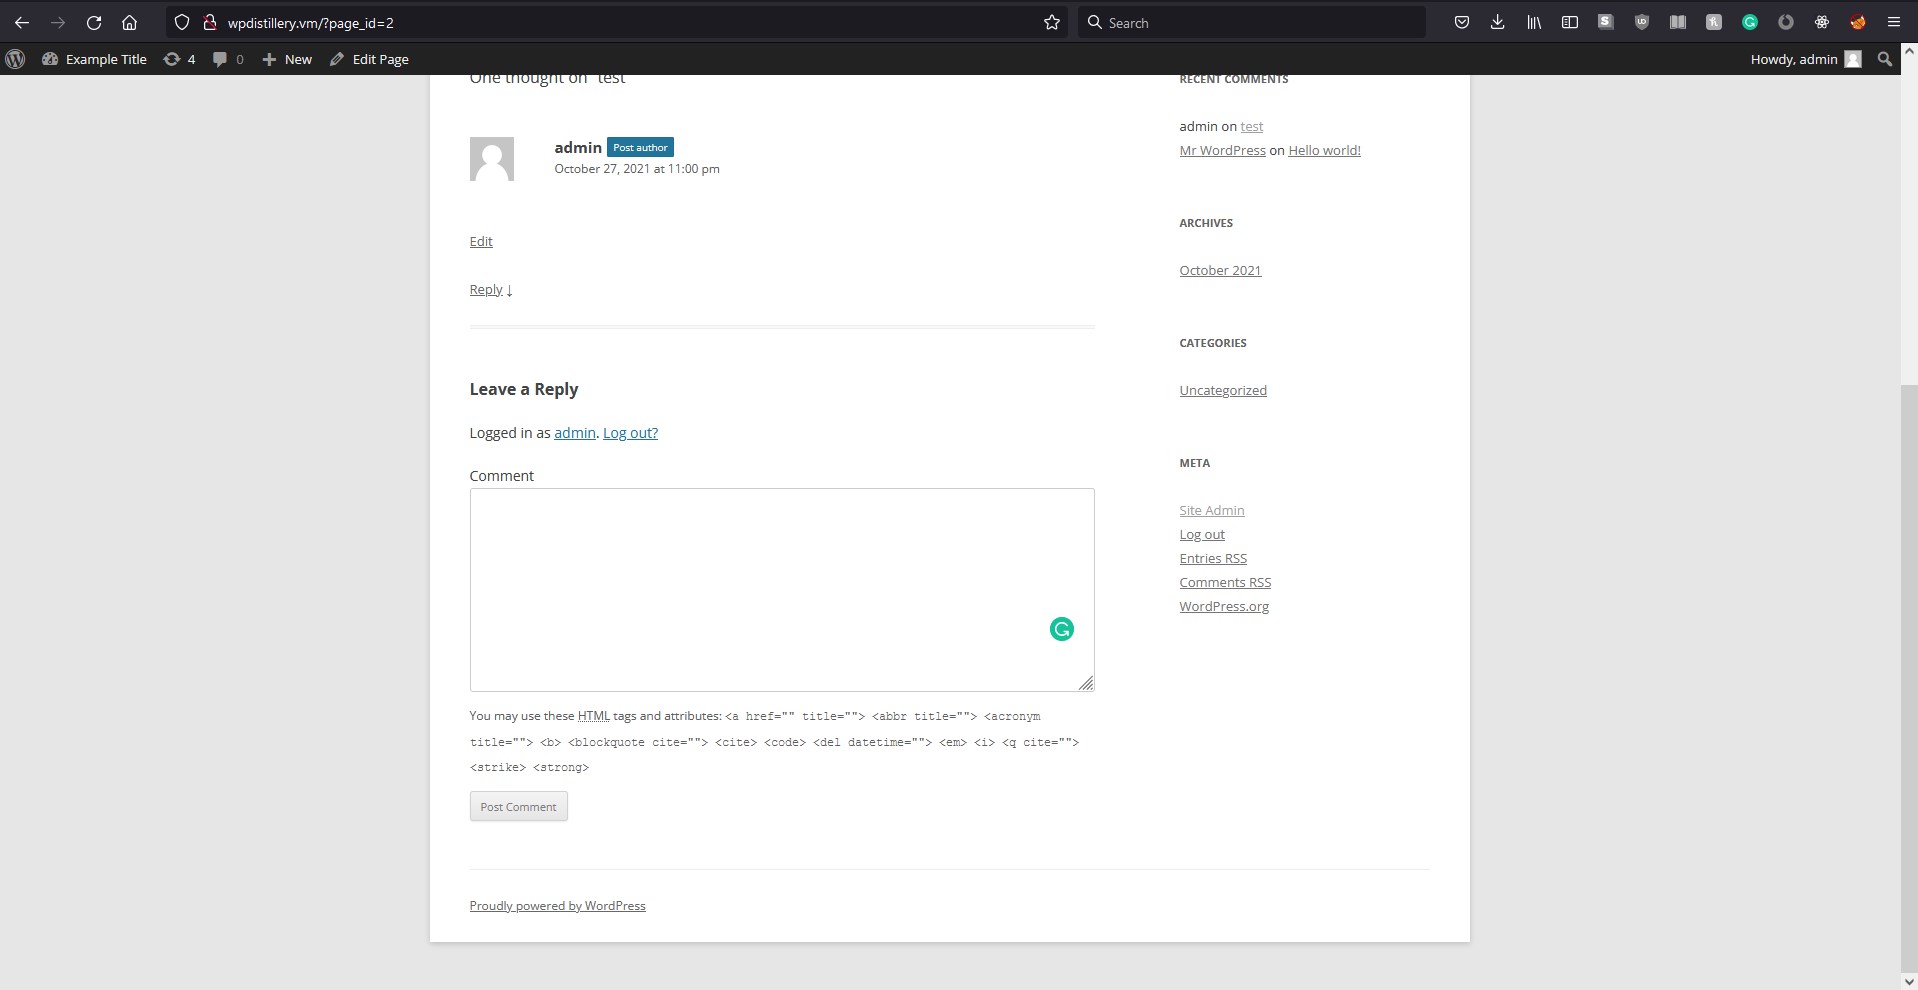 wpdistillery.vm/?page_id=2
Search
Example Title 4 0 New Edit Page Howdy, admin
One thought on "test"
admin Post author
October 27, 2021 at 11:00 pm
Edit
Reply ↓
Leave a Reply
Logged in as admin. Log out?
Comment
You may use these HTML tags and attributes: <a href="" title=""> <abbr title=""> <acronym
title=""> <b> <blockquote cite=""> <cite> <code> <del datetime=""> <em> <i> <q cite="">
<strike> <strong>
Post Comment
RECENT COMMENTS
admin on test
Mr WordPress on Hello world!
ARCHIVES
October 2021
CATEGORIES
Uncategorized
META
Site Admin
Log out
Entries RSS
Comments RSS
WordPress.org
Proudly powered by WordPress